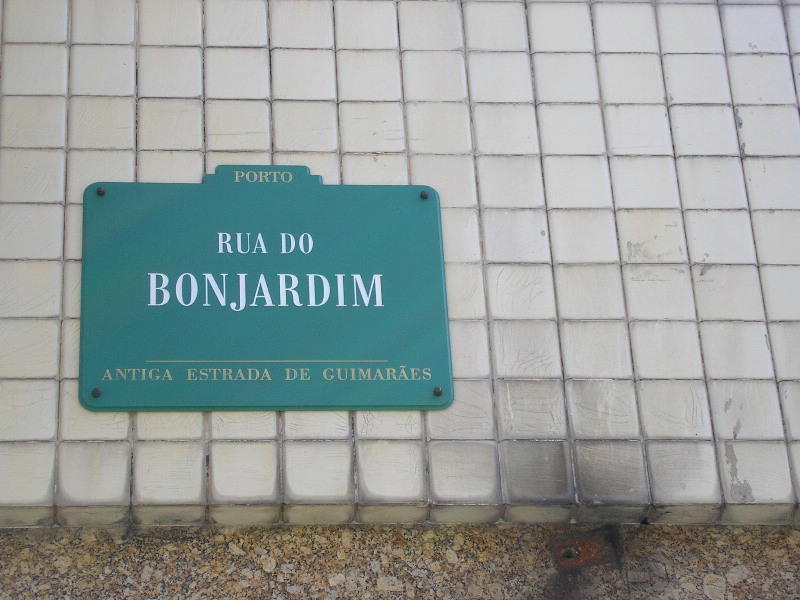 PORTO
RUA DO
BONJARDIM
ANTIGA ESTRADA DE GUIMARÃES